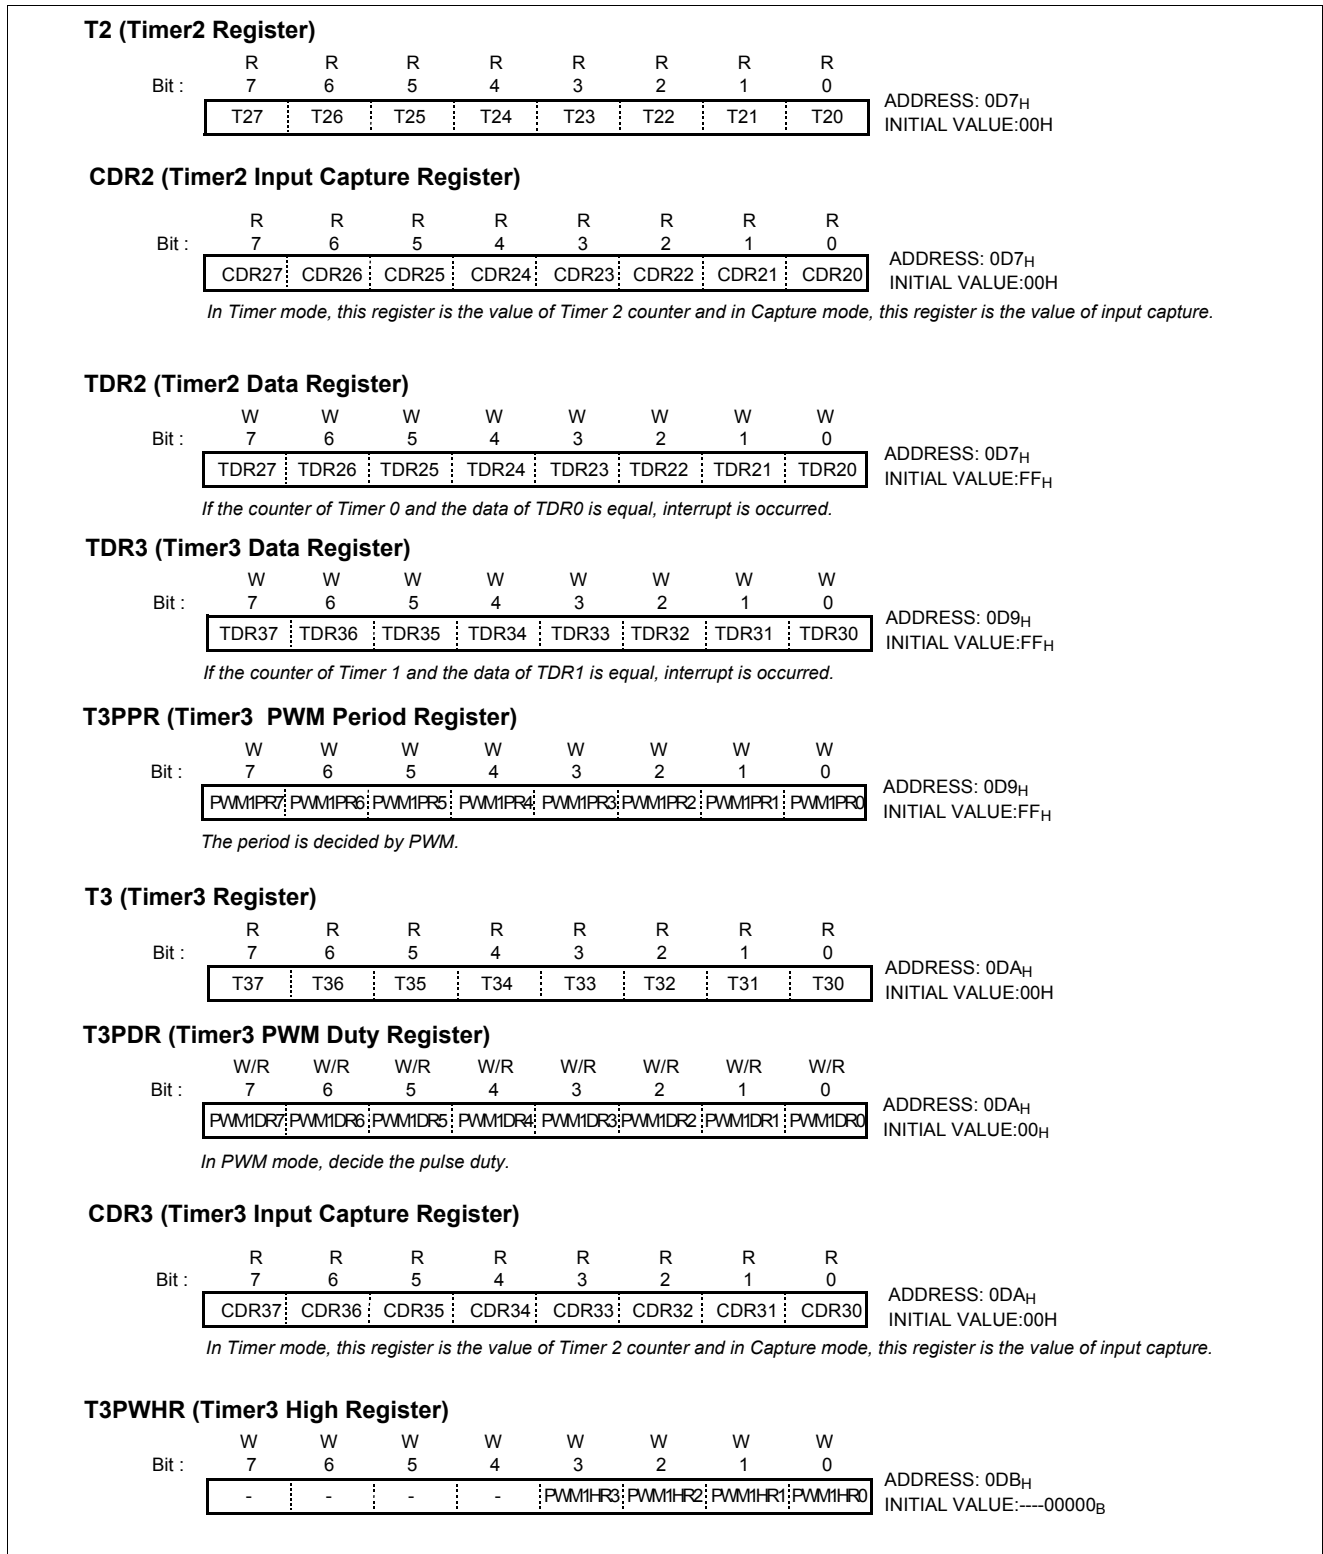 T2 (Timer2 Register)
R R R R R R R R
Bit : 7 6 5 4 3 2 1 0
T27 T26 T25 T24 T23 T22 T21 T20
ADDRESS: 0D7H
INITIAL VALUE:00H
CDR2 (Timer2 Input Capture Register)
R R R R R R R R
Bit : 7 6 5 4 3 2 1 0
CDR27 CDR26 CDR25 CDR24 CDR23 CDR22 CDR21 CDR20
ADDRESS: 0D7H
INITIAL VALUE:00H
In Timer mode, this register is the value of Timer 2 counter and in Capture mode, this register is the value of input capture.
TDR2 (Timer2 Data Register)
W W W W W W W W
Bit : 7 6 5 4 3 2 1 0
TDR27 TDR26 TDR25 TDR24 TDR23 TDR22 TDR21 TDR20
ADDRESS: 0D7H
INITIAL VALUE:FFH
If the counter of Timer 0 and the data of TDR0 is equal, interrupt is occurred.
TDR3 (Timer3 Data Register)
W W W W W W W W
Bit : 7 6 5 4 3 2 1 0
TDR37 TDR36 TDR35 TDR34 TDR33 TDR32 TDR31 TDR30
ADDRESS: 0D9H
INITIAL VALUE:FFH
If the counter of Timer 1 and the data of TDR1 is equal, interrupt is occurred.
T3PPR (Timer3 PWM Period Register)
W W W W W W W W
Bit : 7 6 5 4 3 2 1 0
PWM1PR7 PWM1PR6 PWM1PR5 PWM1PR4 PWM1PR3 PWM1PR2 PWM1PR1 PWM1PR0
ADDRESS: 0D9H
INITIAL VALUE:FFH
The period is decided by PWM.
T3 (Timer3 Register)
R R R R R R R R
Bit : 7 6 5 4 3 2 1 0
T37 T36 T35 T34 T33 T32 T31 T30
ADDRESS: 0DAH
INITIAL VALUE:00H
T3PDR (Timer3 PWM Duty Register)
W/R W/R W/R W/R W/R W/R W/R W/R
Bit : 7 6 5 4 3 2 1 0
PWM1DR7 PWM1DR6 PWM1DR5 PWM1DR4 PWM1DR3 PWM1DR2 PWM1DR1 PWM1DR0
ADDRESS: 0DAH
INITIAL VALUE:00H
In PWM mode, decide the pulse duty.
CDR3 (Timer3 Input Capture Register)
R R R R R R R R
Bit : 7 6 5 4 3 2 1 0
CDR37 CDR36 CDR35 CDR34 CDR33 CDR32 CDR31 CDR30
ADDRESS: 0DAH
INITIAL VALUE:00H
In Timer mode, this register is the value of Timer 2 counter and in Capture mode, this register is the value of input capture.
T3PWHR (Timer3 High Register)
W W W W W W W W
Bit : 7 6 5 4 3 2 1 0
- - - - PWM1HR3 PWM1HR2 PWM1HR1 PWM1HR0
ADDRESS: 0DBH
INITIAL VALUE:----00000B